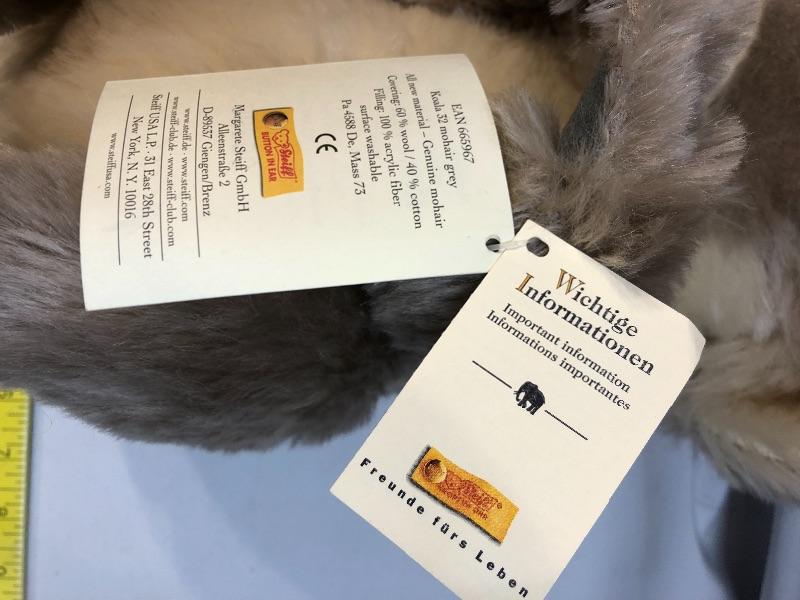 EAN 665967
Koala 32 mohair grey
All new material – Genuine mohair
Covering: 60 % wool / 40 % cotton
Filling: 100 % acrylic fiber
surface washable
Pa 4588 De, Mass 73
CE
Steiff
BUTTON IN EAR
Margarete Steiff GmbH
Alleenstraße 2
D-89537 Giengen/Brenz
www.steiff.de · www.steiff.com
www.steiff-club.de · www.steiff-club.com
Steiff USA L.P. · 31 East 28th Street
New York, N. Y. 10016
www.steiffusa.com
Wichtige
Informationen
Important information
Informations importantes
Steiff
Freunde fürs Leben